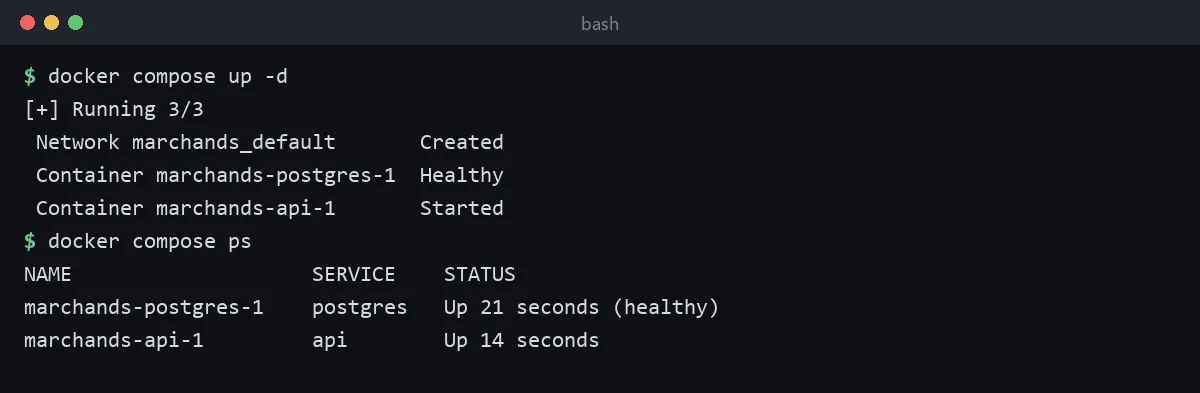 bash
$ docker compose up -d
[+] Running 3/3
 Network marchands_default       Created
 Container marchands-postgres-1  Healthy
 Container marchands-api-1       Started
$ docker compose ps
NAME                    SERVICE    STATUS
marchands-postgres-1    postgres   Up 21 seconds (healthy)
marchands-api-1         api        Up 14 seconds